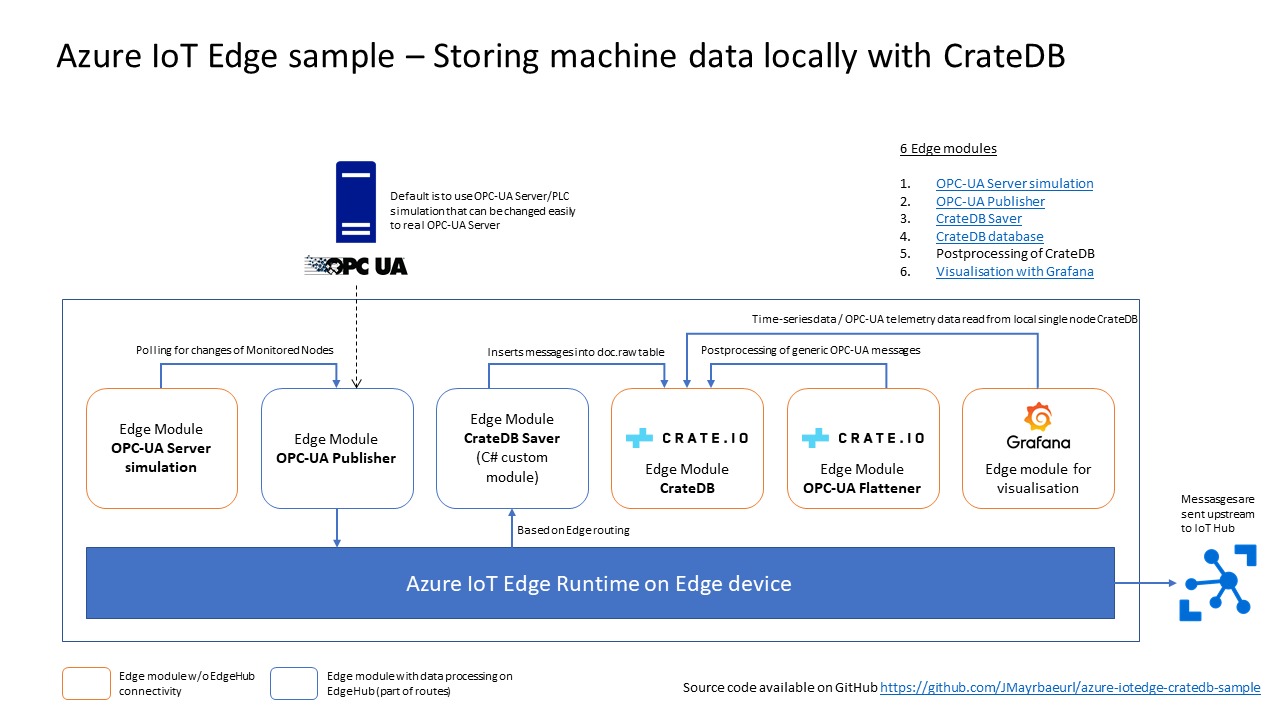 Azure IoT Edge sample – Storing machine data locally with CrateDB
6 Edge modules
1. OPC-UA Server simulation
2. OPC-UA Publisher
3. CrateDB Saver
4. CrateDB database
5. Postprocessing of CrateDB
6. Visualisation with Grafana
Default is to use OPC-UA Server/PLC
simulation that can be changed easily
to real OPC-UA Server
OPC UA
Time-series data / OPC-UA telemetry data read from local single node CrateDB
Polling for changes of Monitored Nodes
Inserts messages into doc.raw table
Postprocessing of generic OPC-UA messages
Edge Module
OPC-UA Server
simulation
Edge Module
OPC-UA Publisher
Edge Module
CrateDB Saver
(C# custom
module)
CRATE.IO
Edge Module
CrateDB
CRATE.IO
Edge Module
OPC-UA Flattener
Grafana
Edge module for
visualisation
Messasges are
sent upstream
to IoT Hub
Based on Edge routing
Azure IoT Edge Runtime on Edge device
Edge module w/o EdgeHub
connectivity
Edge module with data processing on
EdgeHub (part of routes)
Source code available on GitHub https://github.com/JMayrbaeurl/azure-iotedge-cratedb-sample